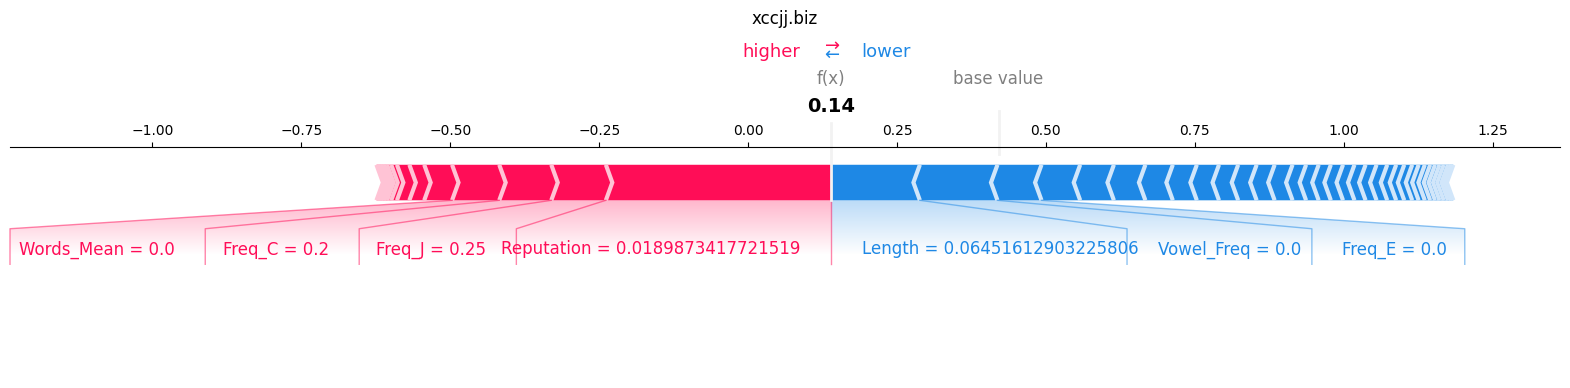 xccjj.biz
higher ⇄ lower
f(x) base value
0.14
−1.00 −0.75 −0.50 −0.25 0.00 0.25 0.50 0.75 1.00 1.25
Words_Mean = 0.0 Freq_C = 0.2 Freq_J = 0.25 Reputation = 0.0189873417721519 Length = 0.06451612903225806 Vowel_Freq = 0.0 Freq_E = 0.0